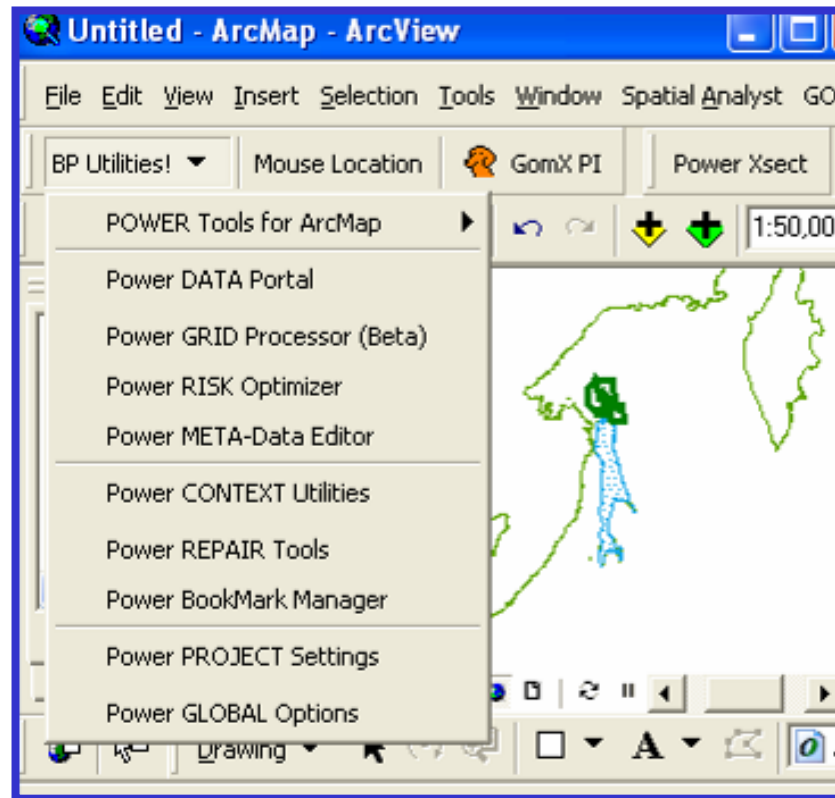 Untitled - ArcMap - ArcView
File Edit View Insert Selection Tools Window Spatial Analyst GO
BP Utilities! Mouse Location GomX PI Power Xsect
POWER Tools for ArcMap
1:50,00
Power DATA Portal
Power GRID Processor (Beta)
Power RISK Optimizer
Power META-Data Editor
Power CONTEXT Utilities
Power REPAIR Tools
Power BookMark Manager
Power PROJECT Settings
Power GLOBAL Options
Drawing A